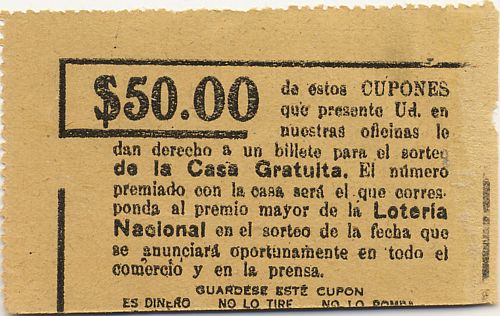 $50.00 de estos CUPONES
que presente Ud. en
nuestras oficinas le
dan derecho a un billete para el sorteo
de la Casa Gratuita. El número
premiado con la casa será el que corres-
ponda al premio mayor de la Lotería
Nacional en el sorteo de la fecha que
se anunciará oportunamente en todo el
comercio y en la prensa.
GUARDESE ESTÉ CUPON
ES DINERO NO LO TIRE NO LO ROMPA